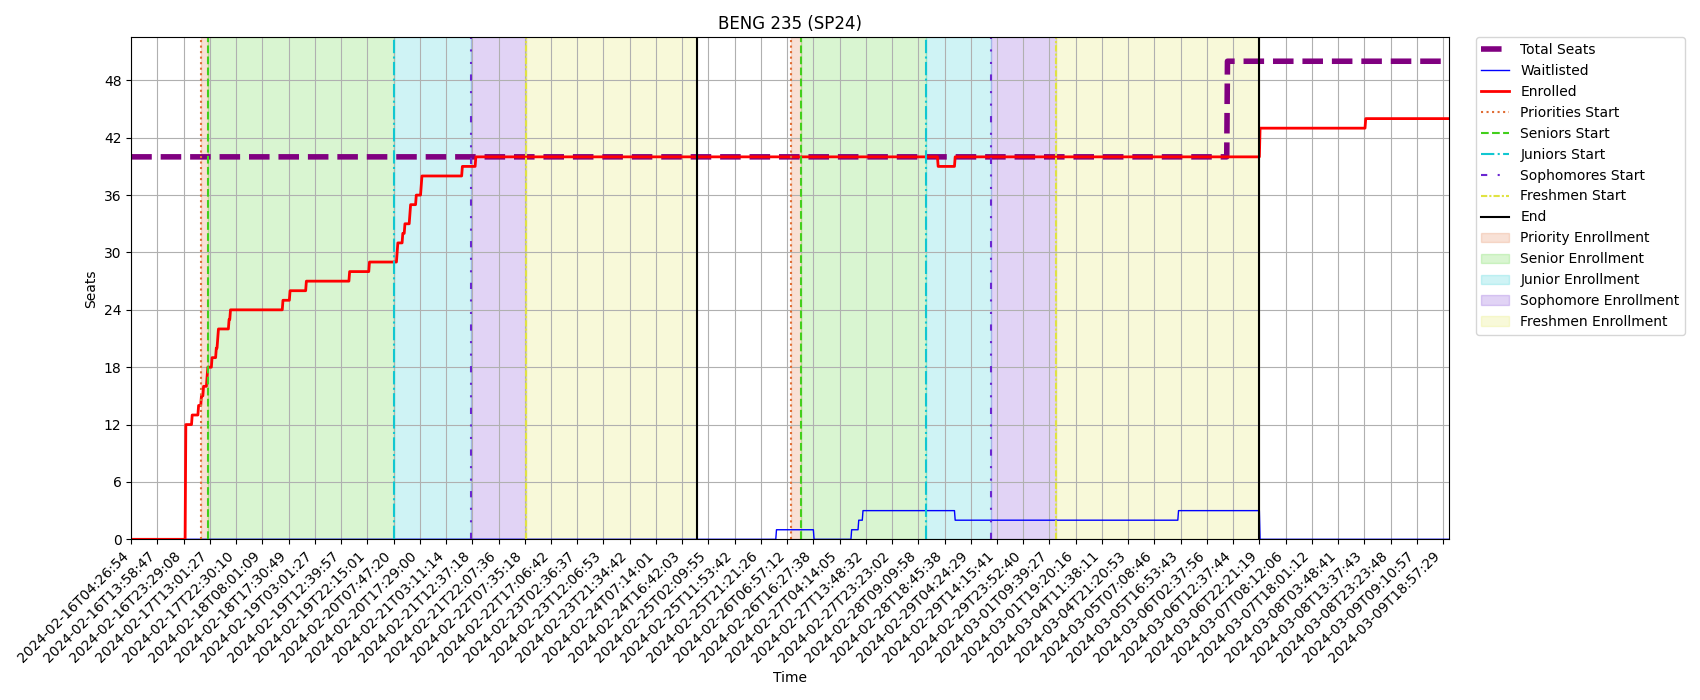 BENG 235 (SP24)
Seats
48
42
36
30
24
18
12
6
0
2024-02-16T04:26:54
2024-02-16T13:58:47
2024-02-16T23:29:08
2024-02-17T13:01:27
2024-02-17T22:30:10
2024-02-18T08:01:09
2024-02-18T17:30:49
2024-02-19T03:01:27
2024-02-19T12:39:57
2024-02-19T22:15:01
2024-02-20T07:47:20
2024-02-20T17:29:00
2024-02-21T03:11:14
2024-02-21T12:37:18
2024-02-21T22:07:36
2024-02-22T07:35:18
2024-02-22T17:06:42
2024-02-23T02:36:37
2024-02-23T12:06:53
2024-02-23T21:34:42
2024-02-24T07:14:01
2024-02-24T16:42:03
2024-02-25T02:09:55
2024-02-25T11:53:42
2024-02-25T21:21:26
2024-02-26T06:57:12
2024-02-26T16:27:38
2024-02-27T04:14:05
2024-02-27T13:48:32
2024-02-27T23:23:02
2024-02-28T09:09:58
2024-02-28T18:45:38
2024-02-29T04:24:29
2024-02-29T14:15:41
2024-02-29T23:52:40
2024-03-01T09:39:27
2024-03-01T19:20:16
2024-03-04T11:38:11
2024-03-04T21:20:53
2024-03-05T07:08:46
2024-03-05T16:53:43
2024-03-06T02:37:56
2024-03-06T12:37:44
2024-03-06T22:21:19
2024-03-07T08:12:06
2024-03-07T18:01:12
2024-03-08T03:48:41
2024-03-08T13:37:43
2024-03-08T23:23:48
2024-03-09T09:10:57
2024-03-09T18:57:29
Time
Total Seats
Waitlisted
Enrolled
Priorities Start
Seniors Start
Juniors Start
Sophomores Start
Freshmen Start
End
Priority Enrollment
Senior Enrollment
Junior Enrollment
Sophomore Enrollment
Freshmen Enrollment